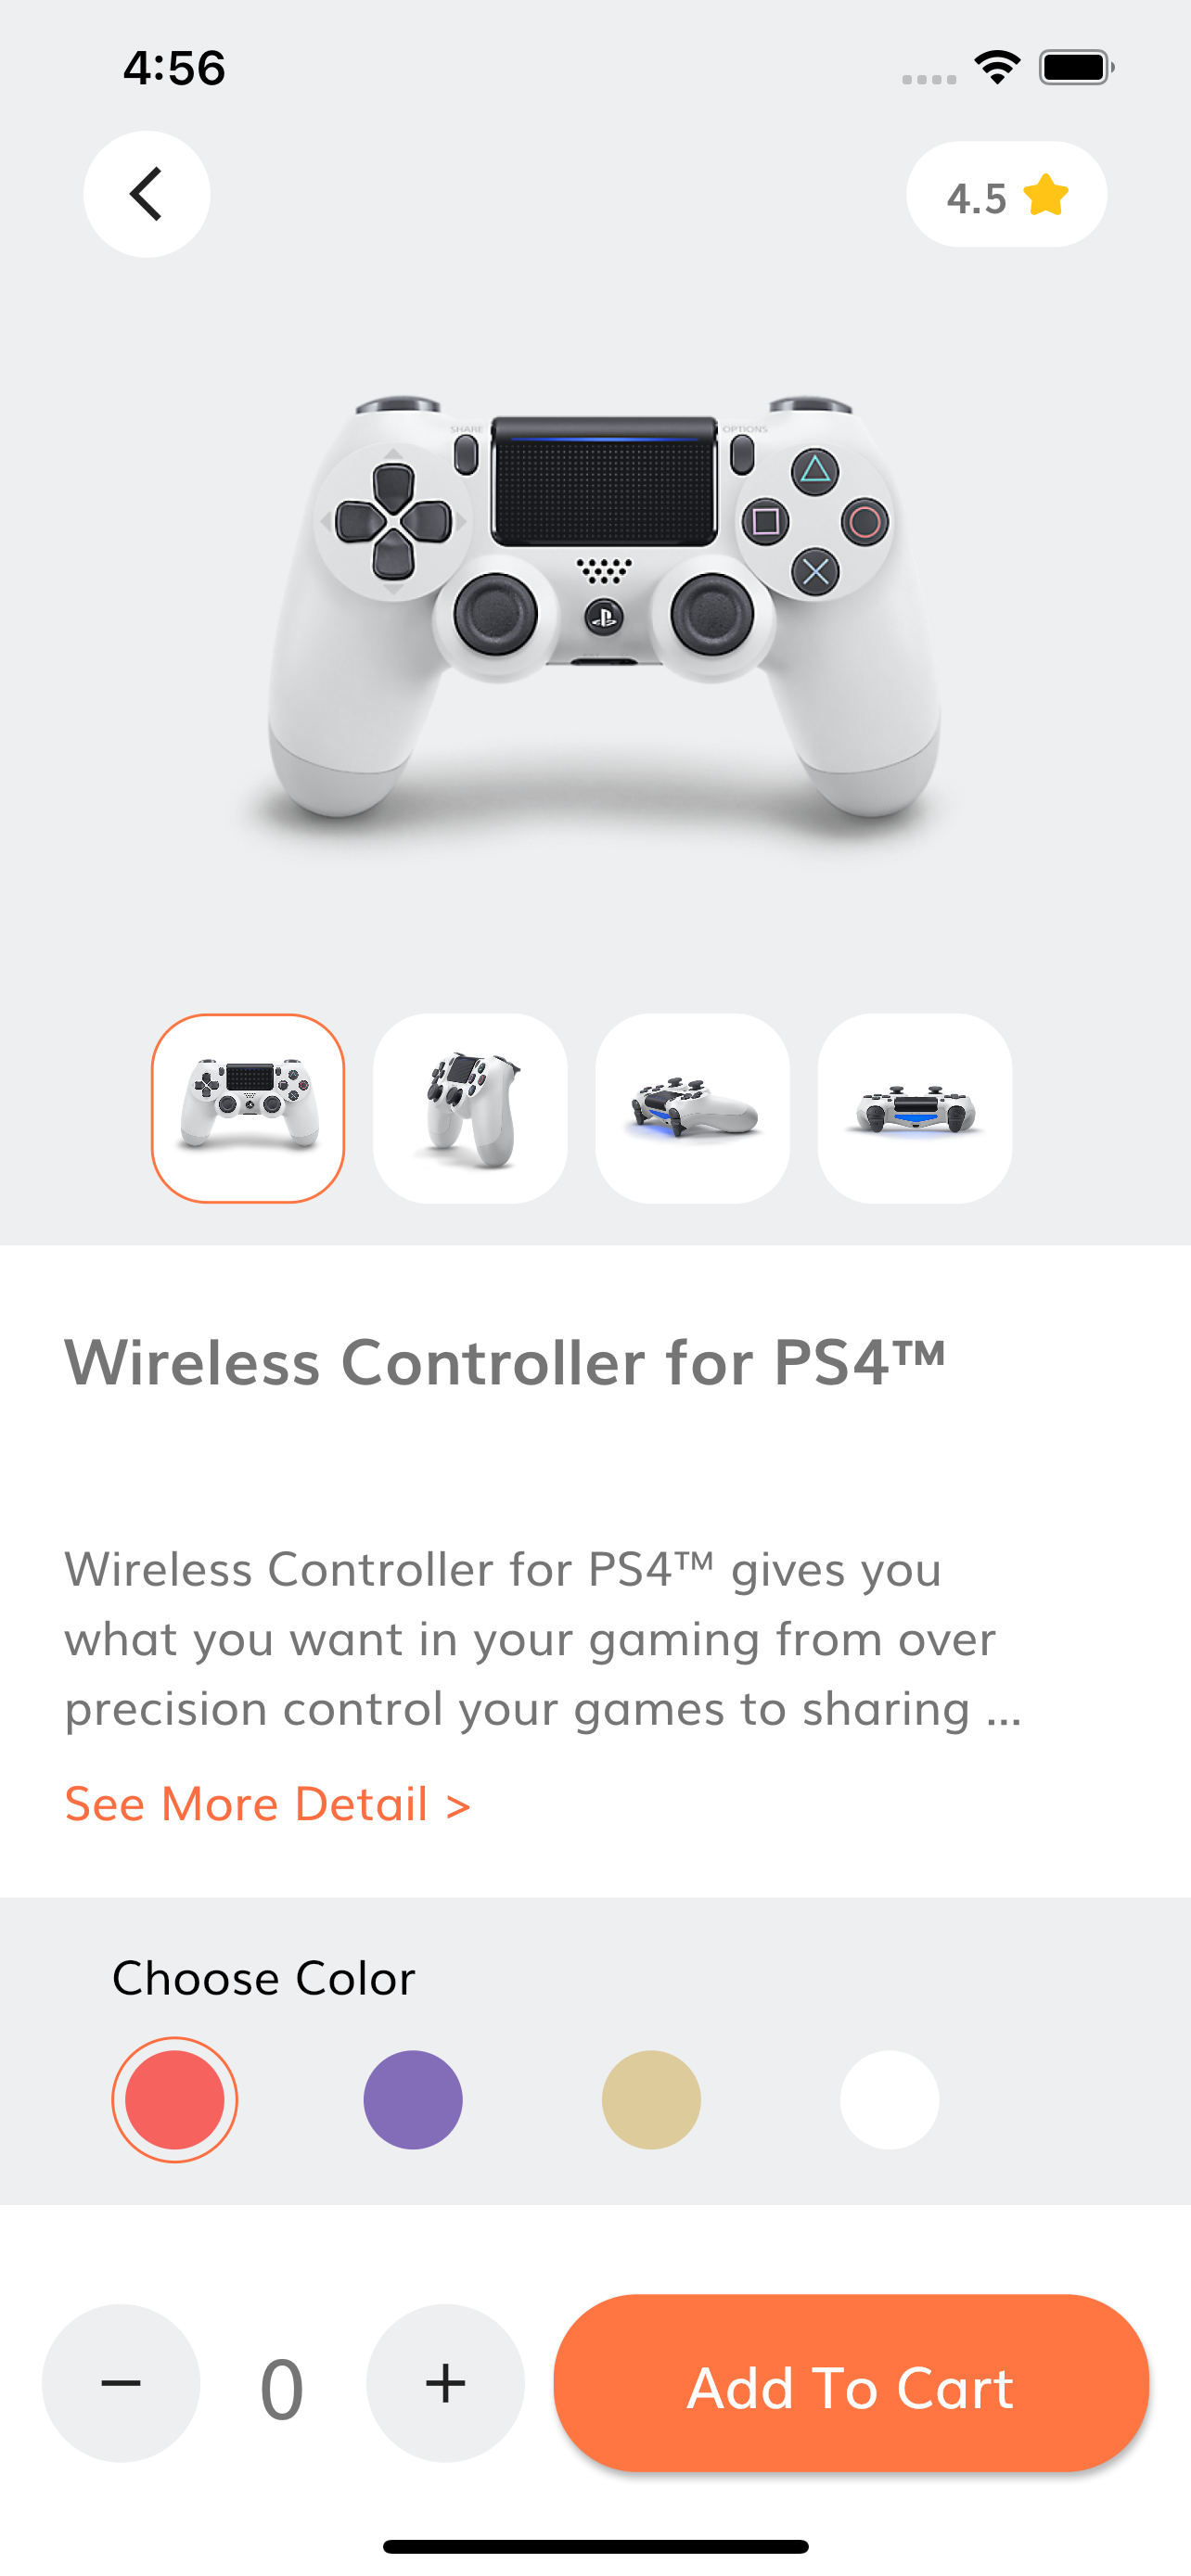 4:56
4.5
SHARE
OPTIONS
Wireless Controller for PS4™
Wireless Controller for PS4™ gives you
what you want in your gaming from over
precision control your games to sharing ...
See More Detail >
Choose Color
− 0 + Add To Cart